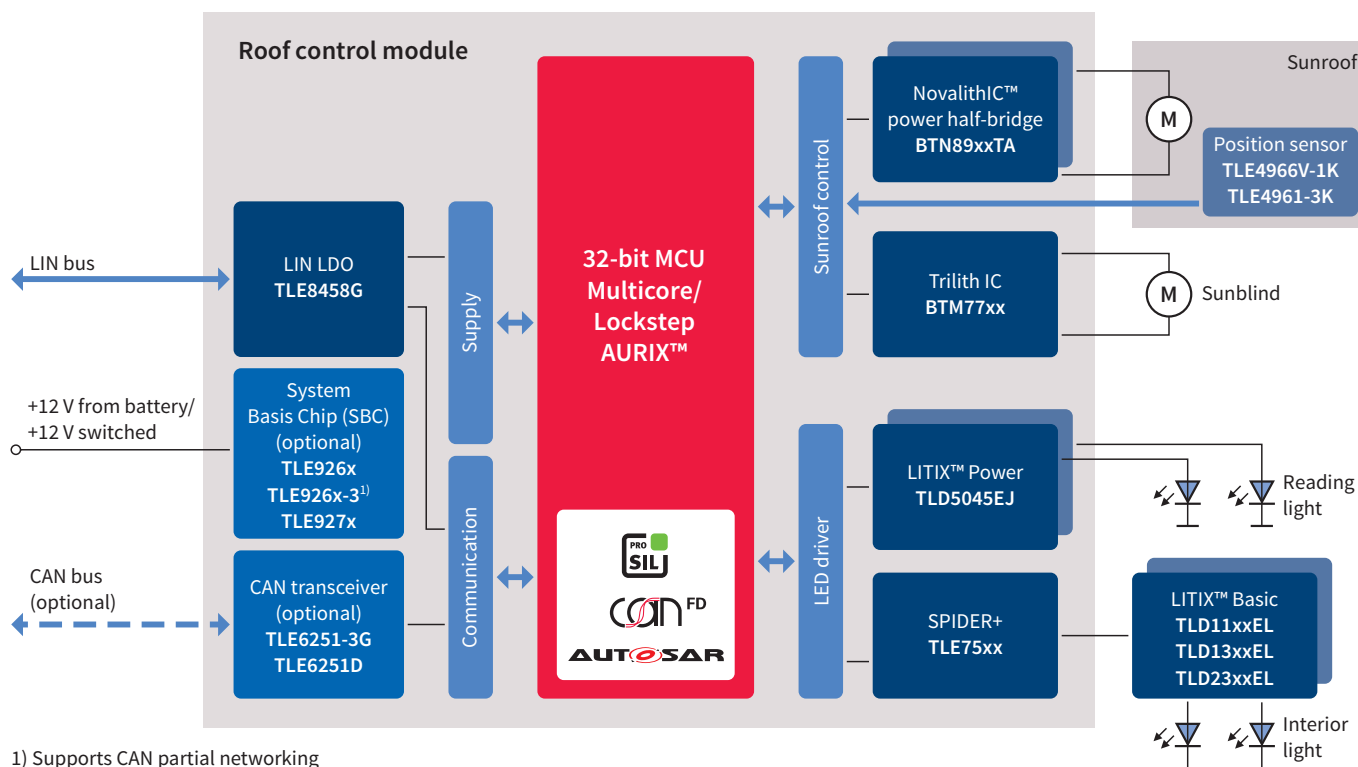 Roof control module
LIN bus
+12 V from battery/
+12 V switched
CAN bus
(optional)
LIN LDO
TLE8458G
System
Basis Chip (SBC)
(optional)
TLE926x
TLE926x-3¹⁾
TLE927x
CAN transceiver
(optional)
TLE6251-3G
TLE6251D
Supply
Communication
32-bit MCU
Multicore/
Lockstep
AURIX™
PRO
SIL
CAN FD
AUTOSAR
Sunroof control
LED driver
NovalithIC™
power half-bridge
BTN89xxTA
Trilith IC
BTM77xx
LITIX™ Power
TLD5045EJ
SPIDER+
TLE75xx
Sunroof
M
Position sensor
TLE4966V-1K
TLE4961-3K
M
Sunblind
Reading
light
LITIX™ Basic
TLD11xxEL
TLD13xxEL
TLD23xxEL
Interior
light
1) Supports CAN partial networking